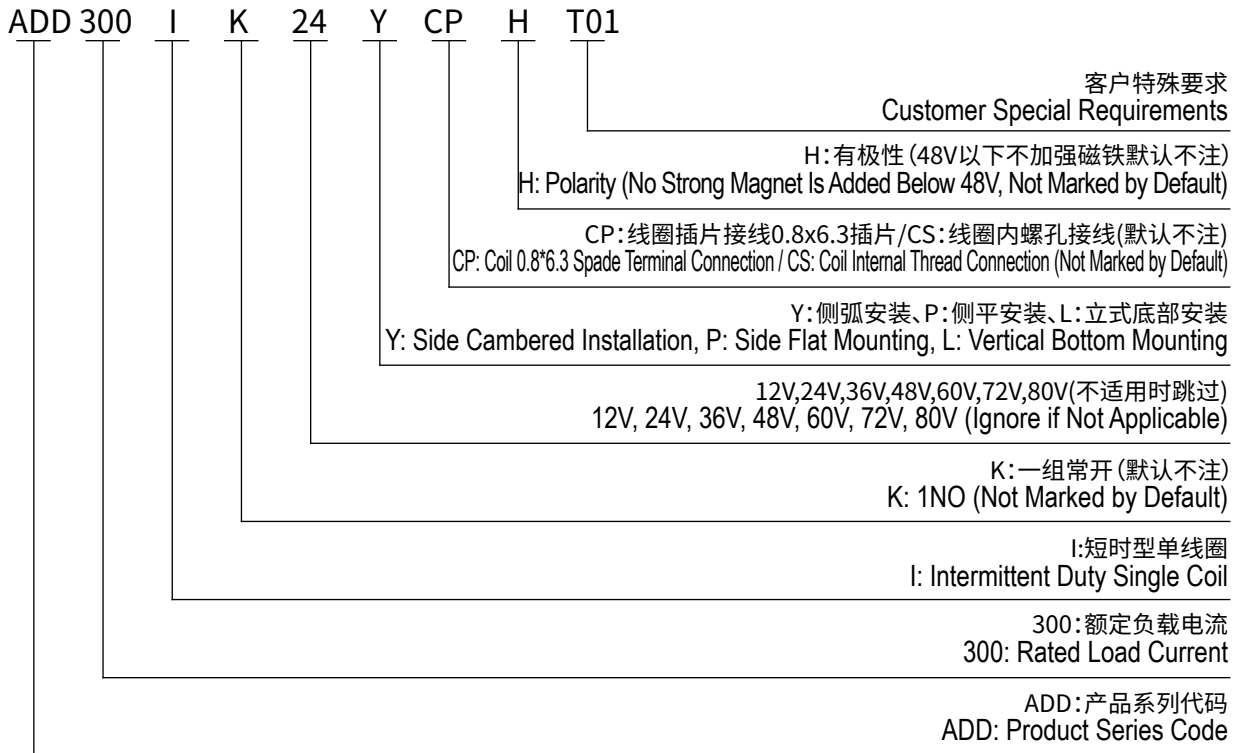 ADD 300 I K 24 Y CP H T01
客户特殊要求
Customer Special Requirements
H:有极性(48V以下不加强磁铁默认不注)
H: Polarity (No Strong Magnet Is Added Below 48V, Not Marked by Default)
CP:线圈插片接线0.8x6.3插片/CS:线圈内螺孔接线(默认不注)
CP: Coil 0.8*6.3 Spade Terminal Connection / CS: Coil Internal Thread Connection (Not Marked by Default)
Y:侧弧安装、P:侧平安装、L:立式底部安装
Y: Side Cambered Installation, P: Side Flat Mounting, L: Vertical Bottom Mounting
12V,24V,36V,48V,60V,72V,80V(不适用时跳过)
12V, 24V, 36V, 48V, 60V, 72V, 80V (Ignore if Not Applicable)
K:一组常开(默认不注)
K: 1NO (Not Marked by Default)
I:短时型单线圈
I: Intermittent Duty Single Coil
300:额定负载电流
300: Rated Load Current
ADD:产品系列代码
ADD: Product Series Code